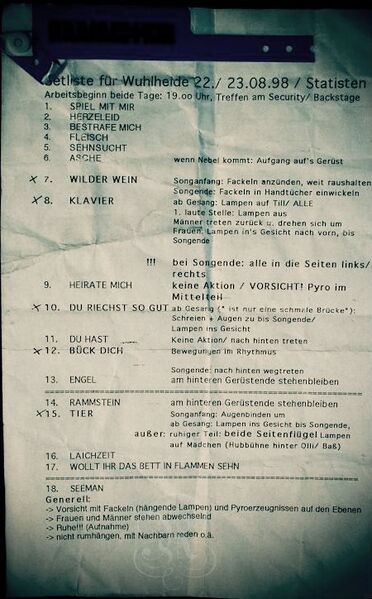 Setliste für Wuhlheide 22./ 23.08.98 / Statisten
Arbeitsbeginn beide Tage: 19.oo Uhr, Treffen am Security/ Backstage
1. SPIEL MIT MIR
2. HERZELEID
3. BESTRAFE MICH
4. FLEISCH
5. SEHNSUCHT
6. ASCHE wenn Nebel kommt: Aufgang auf's Gerüst
x 7. WILDER WEIN Songanfang: Fackeln anzünden, weit raushalten
Songende: Fackeln in Handtücher einwickeln
x 8. KLAVIER ab Gesang: Lampen auf Till/ ALLE
1. laute Stelle: Lampen aus
Männer treten zurück u. drehen sich um
Frauen: Lampen in's Gesicht nach vorn, bis
Songende
!!! bei Songende: alle in die Seiten links/
rechts
9. HEIRATE MICH keine Aktion / VORSICHT! Pyro im
Mittelteil
x 10. DU RIECHST SO GUT ab Gesang (" ist nur eine schmale Brücke"):
Schreien + Augen zu bis Songende/
Lampen ins Gesicht
11. DU HAST Keine Aktion/ nach hinten treten
x 12. BÜCK DICH Bewegungen im Rhythmus
Songende: nach hinten wegtreten
13. ENGEL am hinteren Gerüstende stehenbleiben
14. RAMMSTEIN am hinteren Gerüstende stehenbleiben
x 15. TIER Songanfang: Augenbinden um
ab Gesang: Lampen ins Gesicht bis Songende,
außer: ruhiger Teil: beide Seitenflügel Lampen
auf Mädchen (Hubbühne hinter Olli/ Baß)
16. LAICHZEIT
17. WOLLT IHR DAS BETT IN FLAMMEN SEHN
18. SEEMAN
Generell:
-> Vorsicht mit Fackeln (hängende Lampen) und Pyroerzeugnissen auf den Ebenen
-> Frauen und Männer stehen abwechselnd
-> Ruhe!!! (Aufnahme)
-> nicht rumhängen, mit Nachbarn reden o.ä.